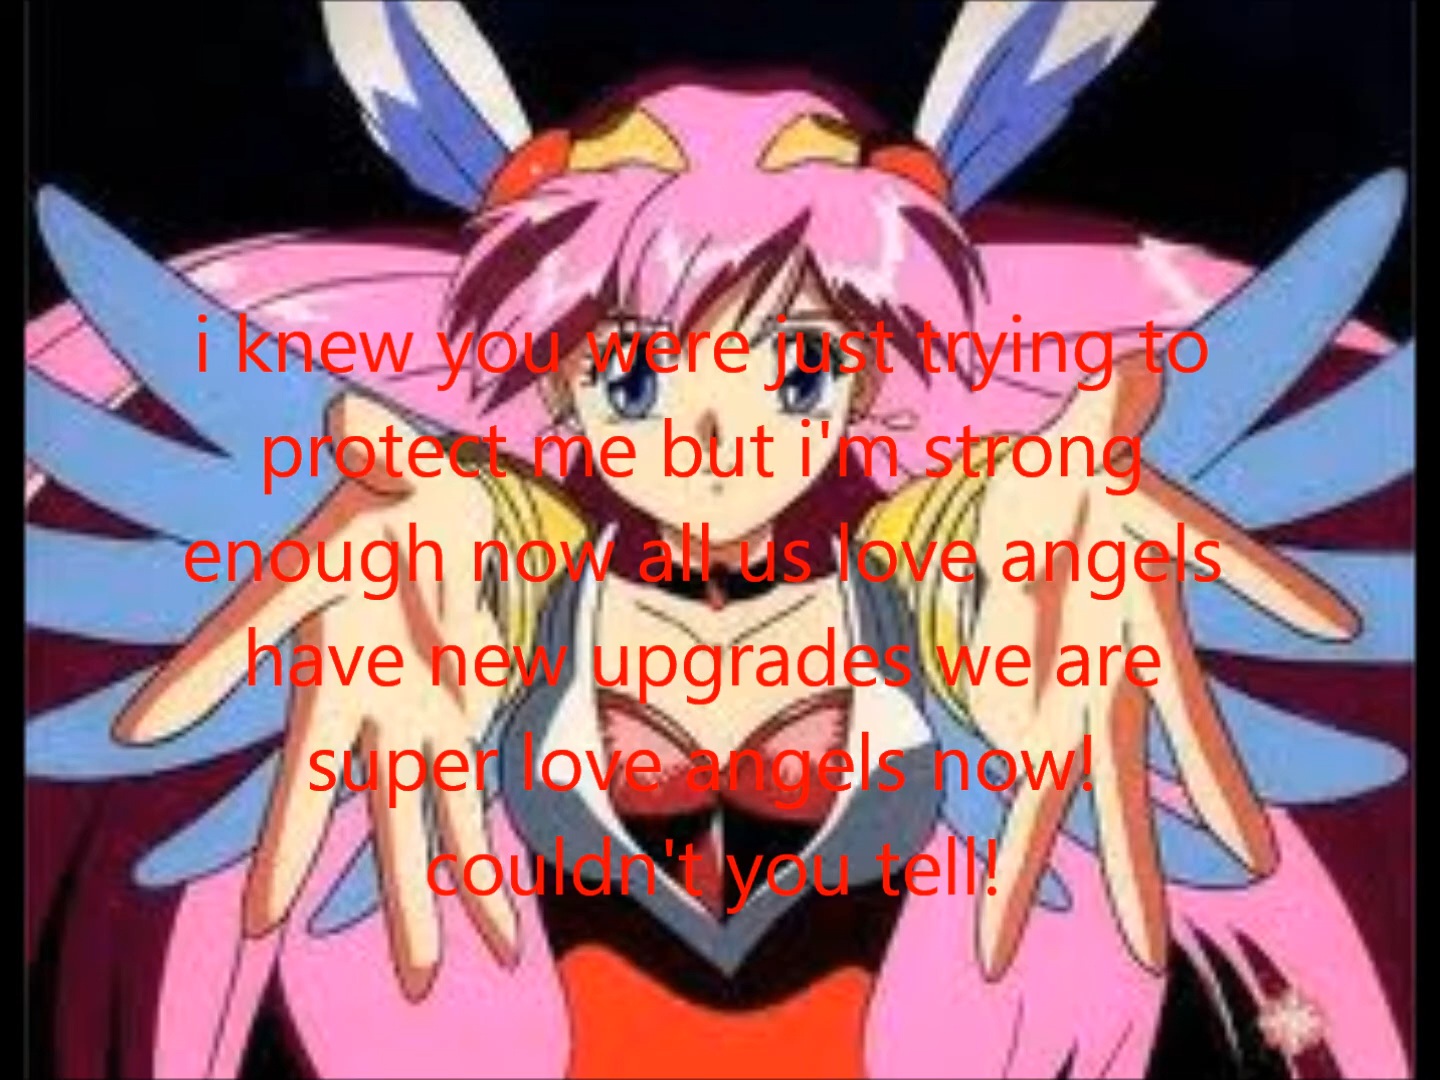 i knew you were just trying to
protect me but i'm strong
enough now all us love angels
have new upgrades we are
super love angels now!
couldn't you tell!